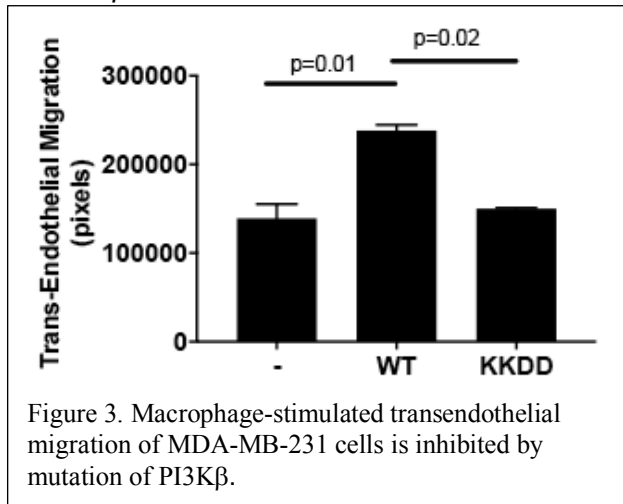 p=0.02
p=0.01
300000
200000
100000
0
Trans-Endothelial Migration
(pixels)
- WT KKDD
Figure 3. Macrophage-stimulated transendothelial
migration of MDA-MB-231 cells is inhibited by
mutation of PI3Kβ.